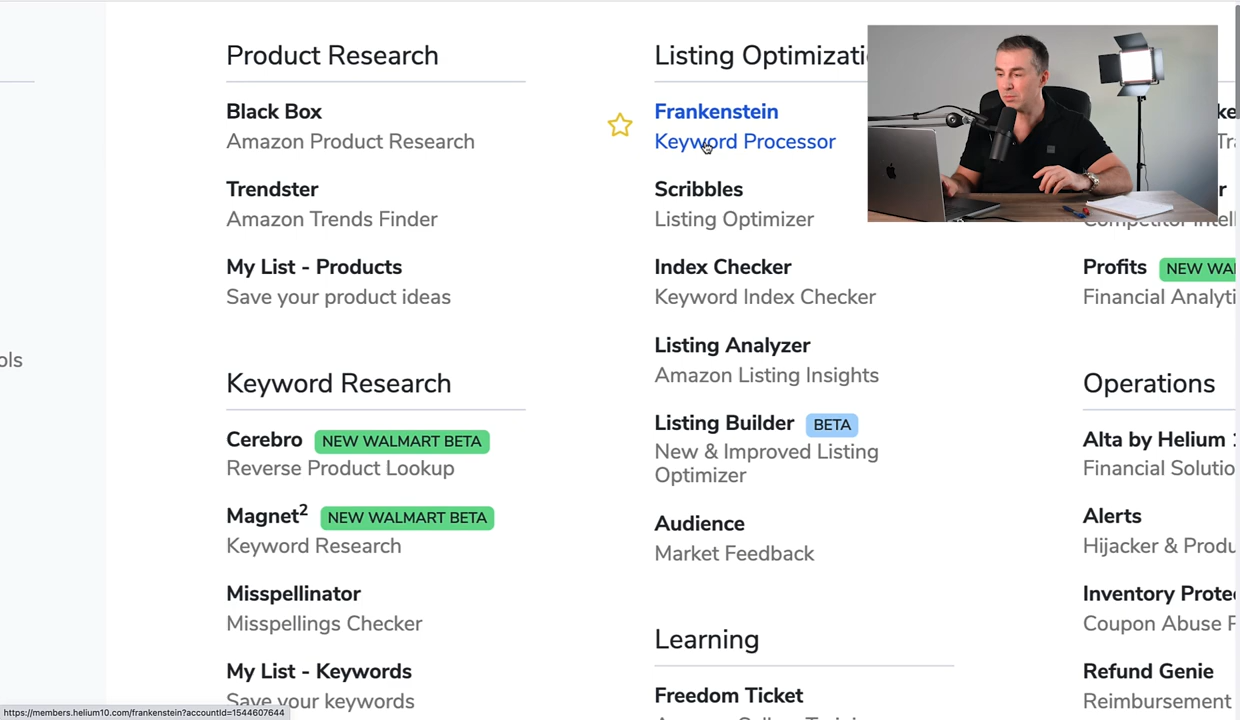 Product Research
Black Box
Amazon Product Research
Trendster
Amazon Trends Finder
My List - Products
Save your product ideas
ols
Keyword Research
Cerebro NEW WALMART BETA
Reverse Product Lookup
Magnet2 NEW WALMART BETA
Keyword Research
Misspellinator
Misspellings Checker
My List - Keywords
Save your keywords
Listing Optimizati
Frankenstein
Keyword Processor
Scribbles
Listing Optimizer
Index Checker
Keyword Index Checker
Listing Analyzer
Amazon Listing Insights
Listing Builder BETA
New & Improved Listing
Optimizer
Audience
Market Feedback
Learning
Freedom Ticket
Profits NEW WA
Financial Analyti
Operations
Alta by Helium
Financial Solutio
Alerts
Hijacker & Produ
Inventory Prote
Coupon Abuse P
Refund Genie
Reimbursement
https://members.helium10.com/frankenstein?accountId=1544607644